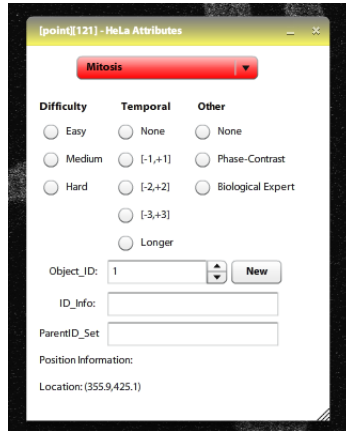 [point][121] - HeLa Attributes
Mitosis
Difficulty Temporal Other
Easy None None
Medium [-1,+1] Phase-Contrast
Hard [-2,+2] Biological Expert
[-3,+3]
Longer
Object_ID: 1 New
ID_Info:
ParentID_Set
Position Information:
Location: (355.9,425.1)